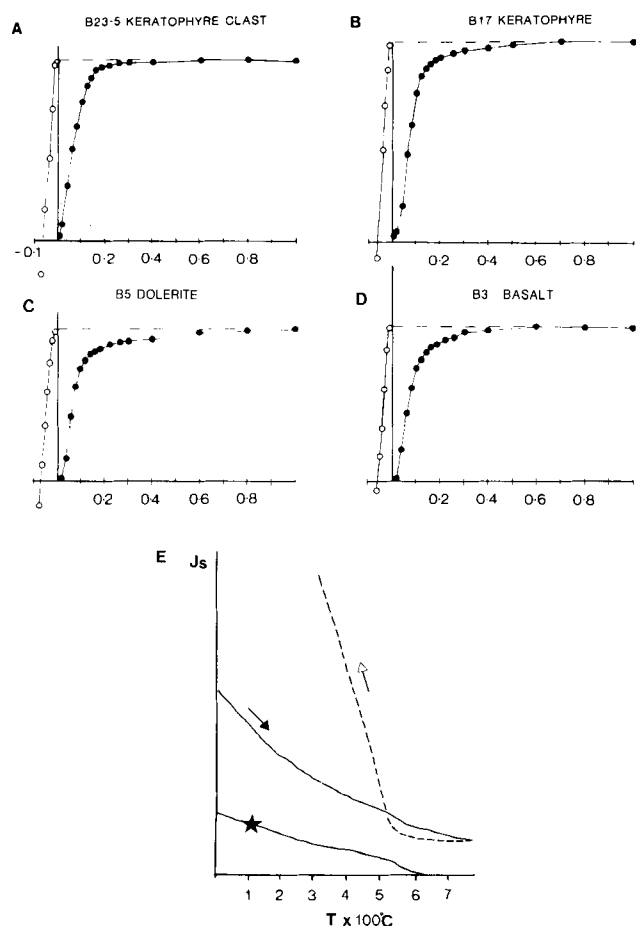 A B23-5 KERATOPHYRE CLAST
B B17 KERATOPHYRE
-0·1 0·2 0·4 0·6 0·8
0·2 0·4 0·6 0·8
C B5 DOLERITE
D B3 BASALT
0·2 0·4 0·6 0·8
0·2 0·4 0·6 0·8
E Js
1 2 3 4 5 6 7
T x 100°C